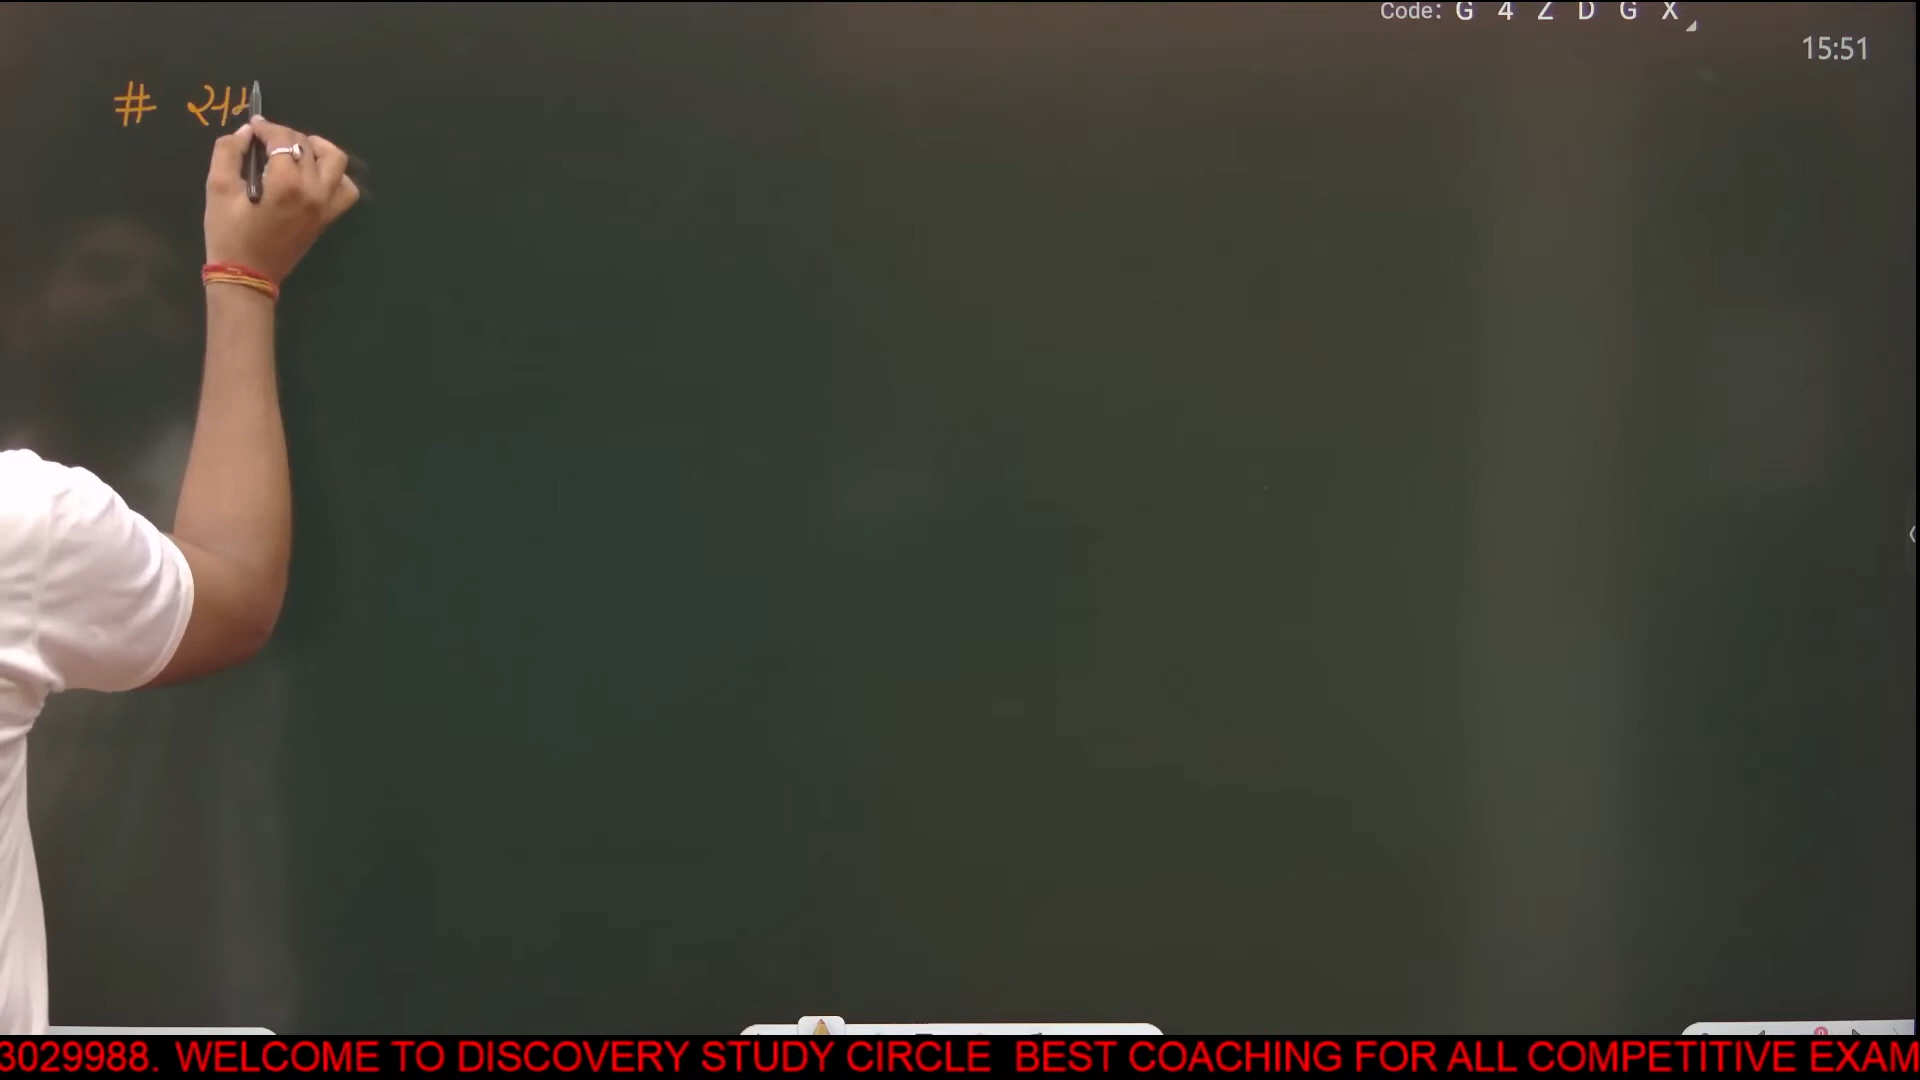 Code: G 4 Z D G X
15:51
# सम
3029988. WELCOME TO DISCOVERY STUDY CIRCLE BEST COACHING FOR ALL COMPETITIVE EXAM